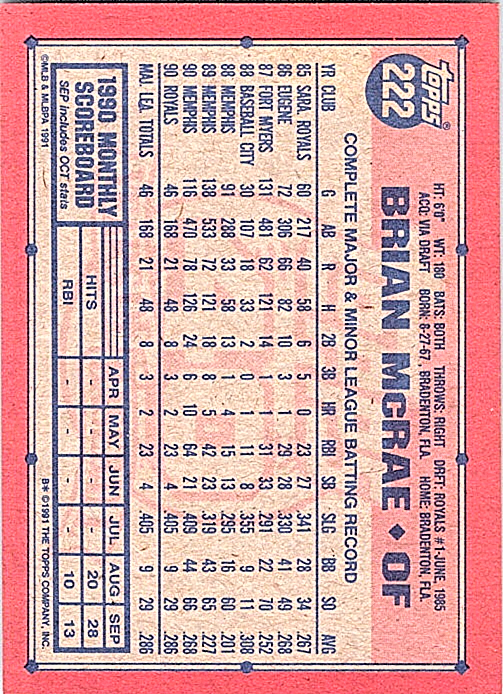 topps®
222
HT: 6'0" WT: 180 BATS: BOTH THROWS: RIGHT DRFT: ROYALS #1-JUNE, 1985
ACQ: VIA DRAFT BORN: 8-27-67, BRADENTON, FLA. HOME: BRADENTON, FLA.
BRIAN McRAE ♦ OF
COMPLETE MAJOR & MINOR LEAGUE BATTING RECORD
YR CLUB G AB R H 2B 3B HR RBI SB SLG BB SO AVG
85 SARA. ROYALS 60 217 40 58 6 5 0 23 27 .341 28 34 .267
86 EUGENE 72 306 66 82 10 3 1 29 28 .330 41 49 .268
87 FORT MYERS 131 481 62 121 14 1 1 31 33 .291 22 70 .252
88 BASEBALL CITY 30 107 18 33 2 0 1 11 8 .355 9 11 .308
88 MEMPHIS 91 288 33 58 13 1 4 15 13 .295 16 60 .201
89 MEMPHIS 138 533 72 121 18 8 5 42 23 .319 43 65 .227
90 MEMPHIS 116 470 78 126 24 6 10 64 21 .409 44 66 .268
90 ROYALS 46 168 21 48 8 3 2 23 4 .405 9 29 .286
MAJ. LEA. TOTALS 46 168 21 48 8 3 2 23 4 .405 9 29 .286
1990 MONTHLY
SCOREBOARD
SEP includes OCT stats
APR MAY JUN JUL AUG SEP
HITS - - - - 20 28
RBI - - - - 10 13
©MLB & MLBPA 1991
B* ©1991 THE TOPPS COMPANY, INC.